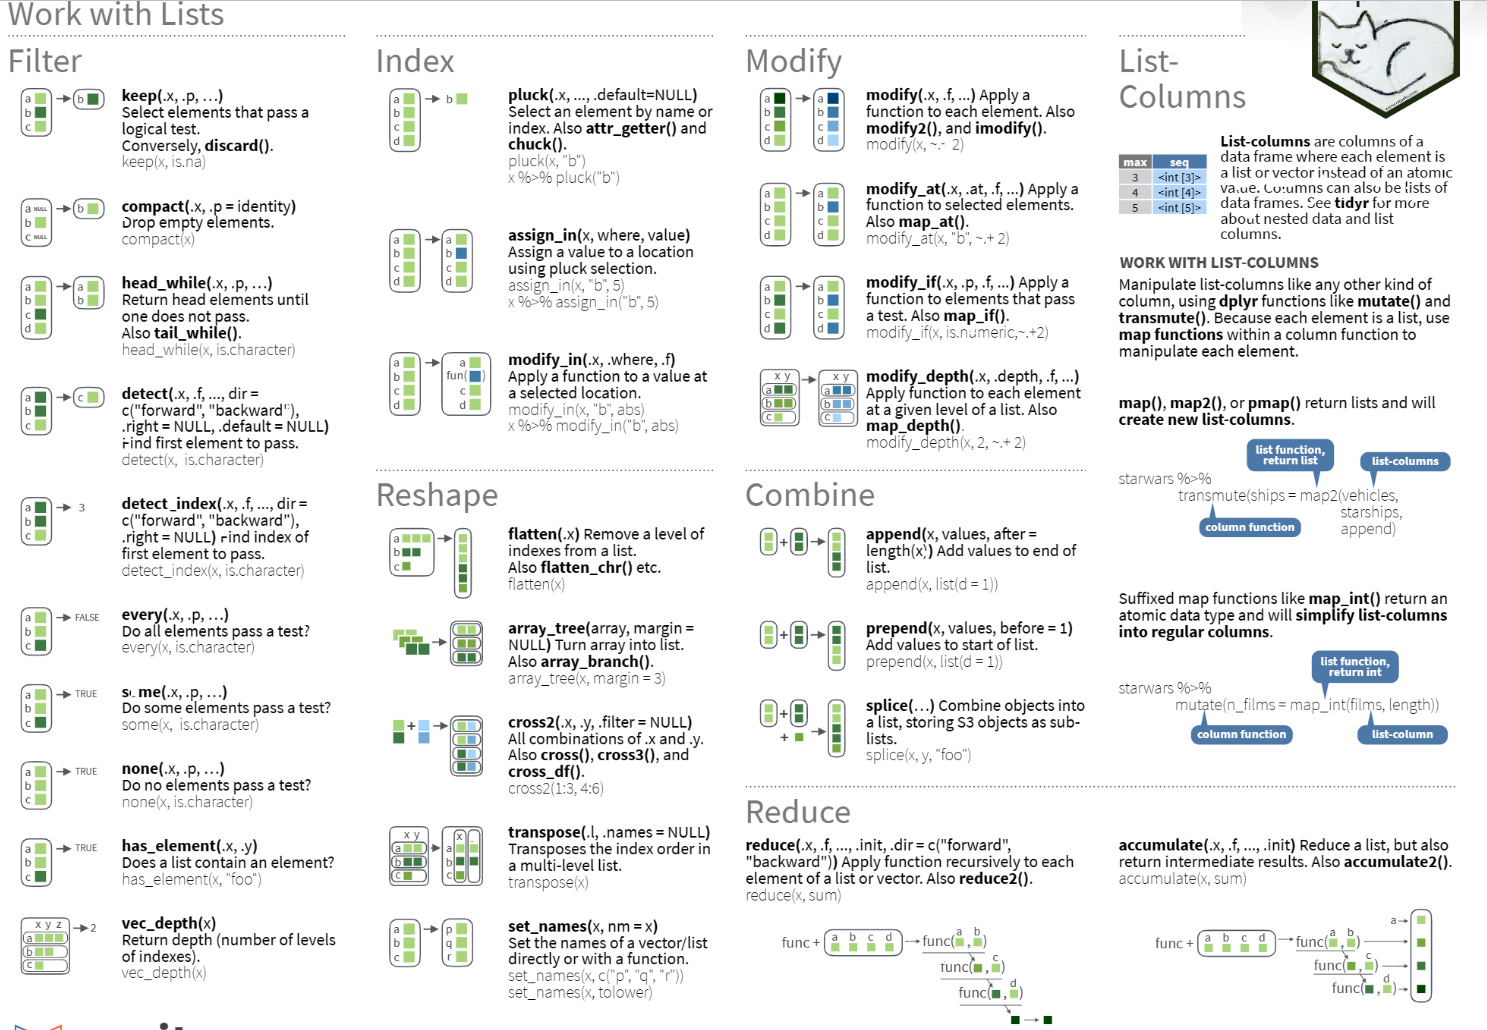 Work with Lists
Filter
keep(.x, .p, …)
Select elements that pass a
logical test.
Conversely, discard().
keep(x, is.na)
compact(.x, .p = identity)
Drop empty elements.
compact(x)
head_while(.x, .p, …)
Return head elements until
one does not pass.
Also tail_while().
head_while(x, is.character)
detect(.x, .f, ..., dir =
c("forward", "backward"),
.right = NULL, .default = NULL)
Find first element to pass.
detect(x, is.character)
detect_index(.x, .f, ..., dir =
c("forward", "backward"),
.right = NULL) Find index of
first element to pass.
detect_index(x, is.character)
every(.x, .p, …)
Do all elements pass a test?
every(x, is.character)
some(.x, .p, …)
Do some elements pass a test?
some(x, is.character)
none(.x, .p, …)
Do no elements pass a test?
none(x, is.character)
has_element(.x, .y)
Does a list contain an element?
has_element(x, "foo")
vec_depth(x)
Return depth (number of levels
of indexes).
vec_depth(x)
a
b
c
b
a NULL
b
c NULL
b
a
b
c
d
a
b
a
b
c
c
a
b
c
3
a
b
c
FALSE
a
b
c
TRUE
a
b
c
TRUE
a
b
c
TRUE
x y z
a
b
c
2
Index
pluck(.x, ..., .default=NULL)
Select an element by name or
index. Also attr_getter() and
chuck().
pluck(x, "b")
x %>% pluck("b")
assign_in(x, where, value)
Assign a value to a location
using pluck selection.
assign_in(x, "b", 5)
x %>% assign_in("b", 5)
modify_in(.x, .where, .f)
Apply a function to a value at
a selected location.
modify_in(x, "b", abs)
x %>% modify_in("b", abs)
a
b
c
d
b
a
b
c
d
a
b
c
d
a
b
c
d
a
fun( )
c
d
Reshape
flatten(.x) Remove a level of
indexes from a list.
Also flatten_chr() etc.
flatten(x)
array_tree(array, margin =
NULL) Turn array into list.
Also array_branch().
array_tree(x, margin = 3)
cross2(.x, .y, .filter = NULL)
All combinations of .x and .y.
Also cross(), cross3(), and
cross_df().
cross2(1:3, 4:6)
transpose(.l, .names = NULL)
Transposes the index order in
a multi-level list.
transpose(x)
set_names(x, nm = x)
Set the names of a vector/list
directly or with a function.
set_names(x, c("p", "q", "r"))
set_names(x, tolower)
a
b
c
+
x y
a
b
c
x
a
b
c
a
b
c
p
q
r
Modify
modify(.x, .f, ...) Apply a
function to each element. Also
modify2(), and imodify().
modify(x, ~.- 2)
modify_at(.x, .at, .f, ...) Apply a
function to selected elements.
Also map_at().
modify_at(x, "b", ~.+ 2)
modify_if(.x, .p, .f, ...) Apply a
function to elements that pass
a test. Also map_if().
modify_if(x, is.numeric,~.+2)
modify_depth(.x, .depth, .f, ...)
Apply function to each element
at a given level of a list. Also
map_depth().
modify_depth(x, 2, ~.+ 2)
a
b
c
d
a
b
c
d
a
b
c
d
a
b
c
d
a
b
c
d
a
b
c
d
x y
a
b
c
x y
a
b
c
Combine
append(x, values, after =
length(x)) Add values to end of
list.
append(x, list(d = 1))
prepend(x, values, before = 1)
Add values to start of list.
prepend(x, list(d = 1))
splice(…) Combine objects into
a list, storing S3 objects as sub-
lists.
splice(x, y, "foo")
+
+
+
+
List-
Columns
List-columns are columns of a
data frame where each element is
a list or vector instead of an atomic
value. Columns can also be lists of
data frames. See tidyr for more
about nested data and list
columns.
max seq
3 <int [3]>
4 <int [4]>
5 <int [5]>
WORK WITH LIST-COLUMNS
Manipulate list-columns like any other kind of
column, using dplyr functions like mutate() and
transmute(). Because each element is a list, use
map functions within a column function to
manipulate each element.
map(), map2(), or pmap() return lists and will
create new list-columns.
list function,
return list
list-columns
starwars %>%
transmute(ships = map2(vehicles,
starships,
append)
column function
Suffixed map functions like map_int() return an
atomic data type and will simplify list-columns
into regular columns.
list function,
return int
starwars %>%
mutate(n_films = map_int(films, length))
column function
list-column
Reduce
reduce(.x, .f, ..., .init, .dir = c("forward",
"backward")) Apply function recursively to each
element of a list or vector. Also reduce2().
reduce(x, sum)
func + a b c d
func( a , b )
func( , c )
func( , d )
accumulate(.x, .f, ..., .init) Reduce a list, but also
return intermediate results. Also accumulate2().
accumulate(x, sum)
func + a b c d
a
func( a , b )
func( , c )
func( , d )